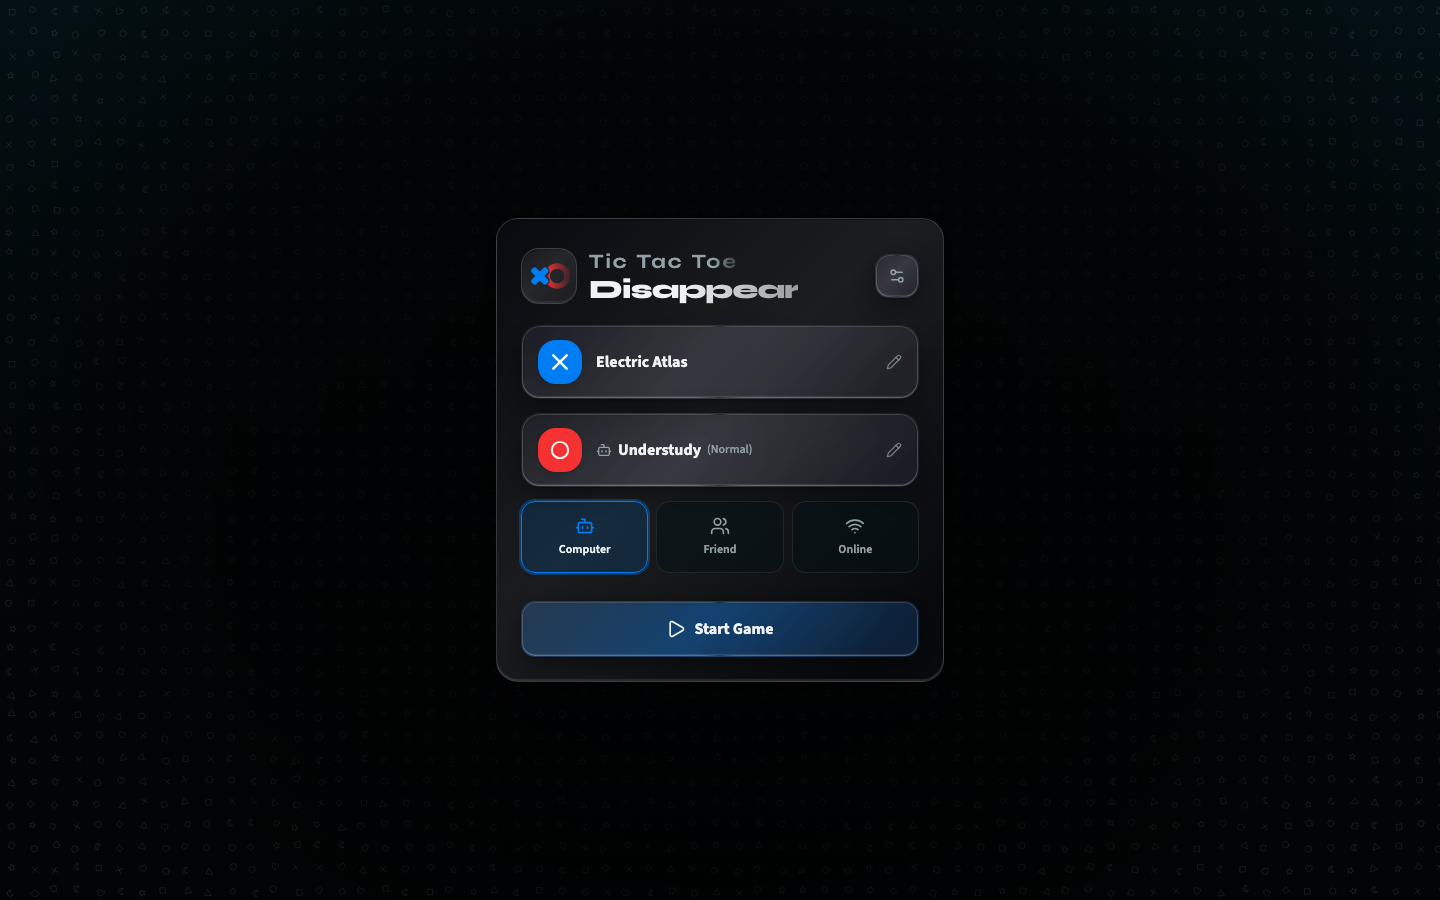 Tic Tac Toe
Disappear
Electric Atlas
Understudy (Normal)
Computer
Friend
Online
Start Game